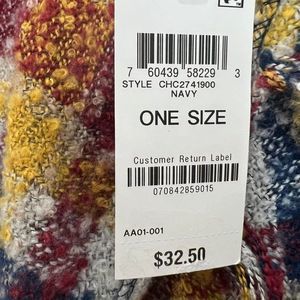 7 60439 58229 3
STYLE CHC2741900
NAVY
ONE SIZE
Customer Return Label
070842859015
AA01-001
$32.50